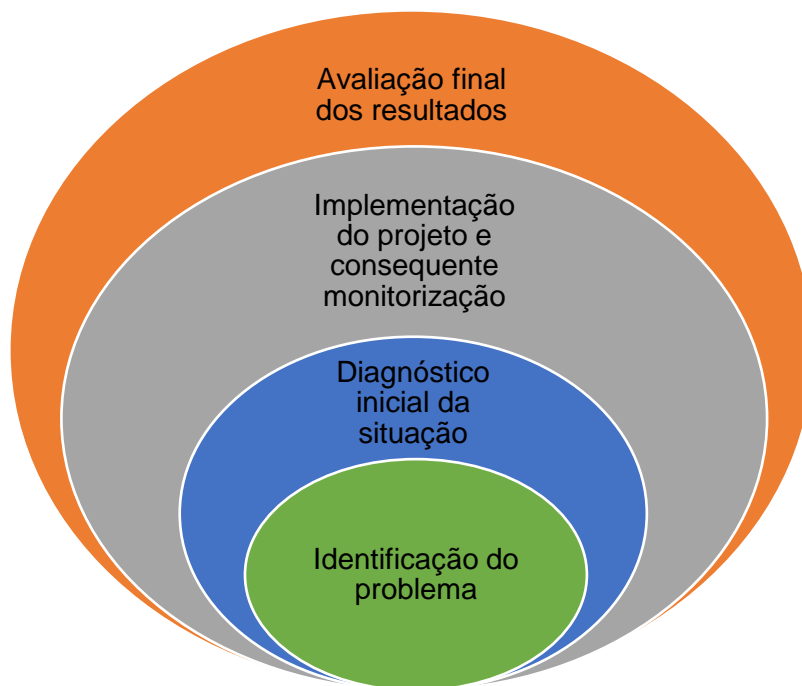 Avaliação final
dos resultados
Implementação
do projeto e
consequente
monitorização
Diagnóstico
inicial da
situação
Identificação do
problema